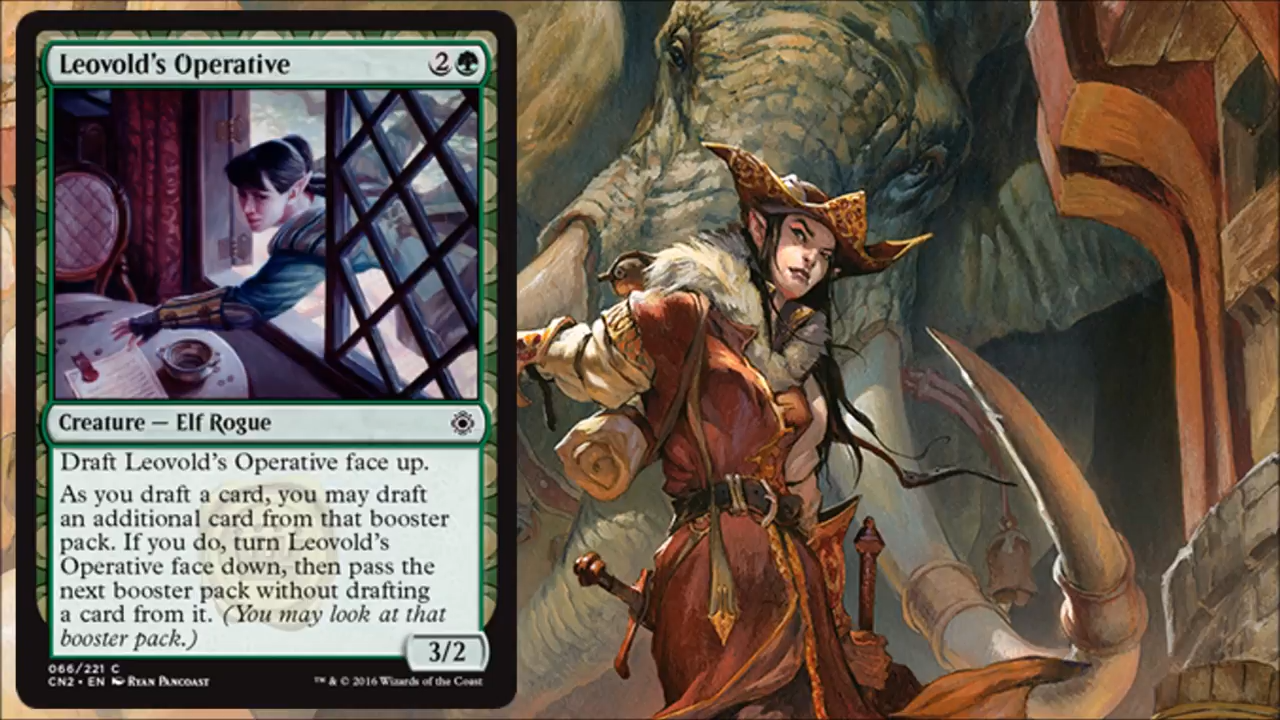 Leovold's Operative 2
Creature — Elf Rogue
Draft Leovold's Operative face up.
As you draft a card, you may draft
an additional card from that booster
pack. If you do, turn Leovold's
Operative face down, then pass the
next booster pack without drafting
a card from it. (You may look at that
booster pack.)
3/2
066/221 C
CN2 • EN Ryan Pancoast
™ & © 2016 Wizards of the Coast